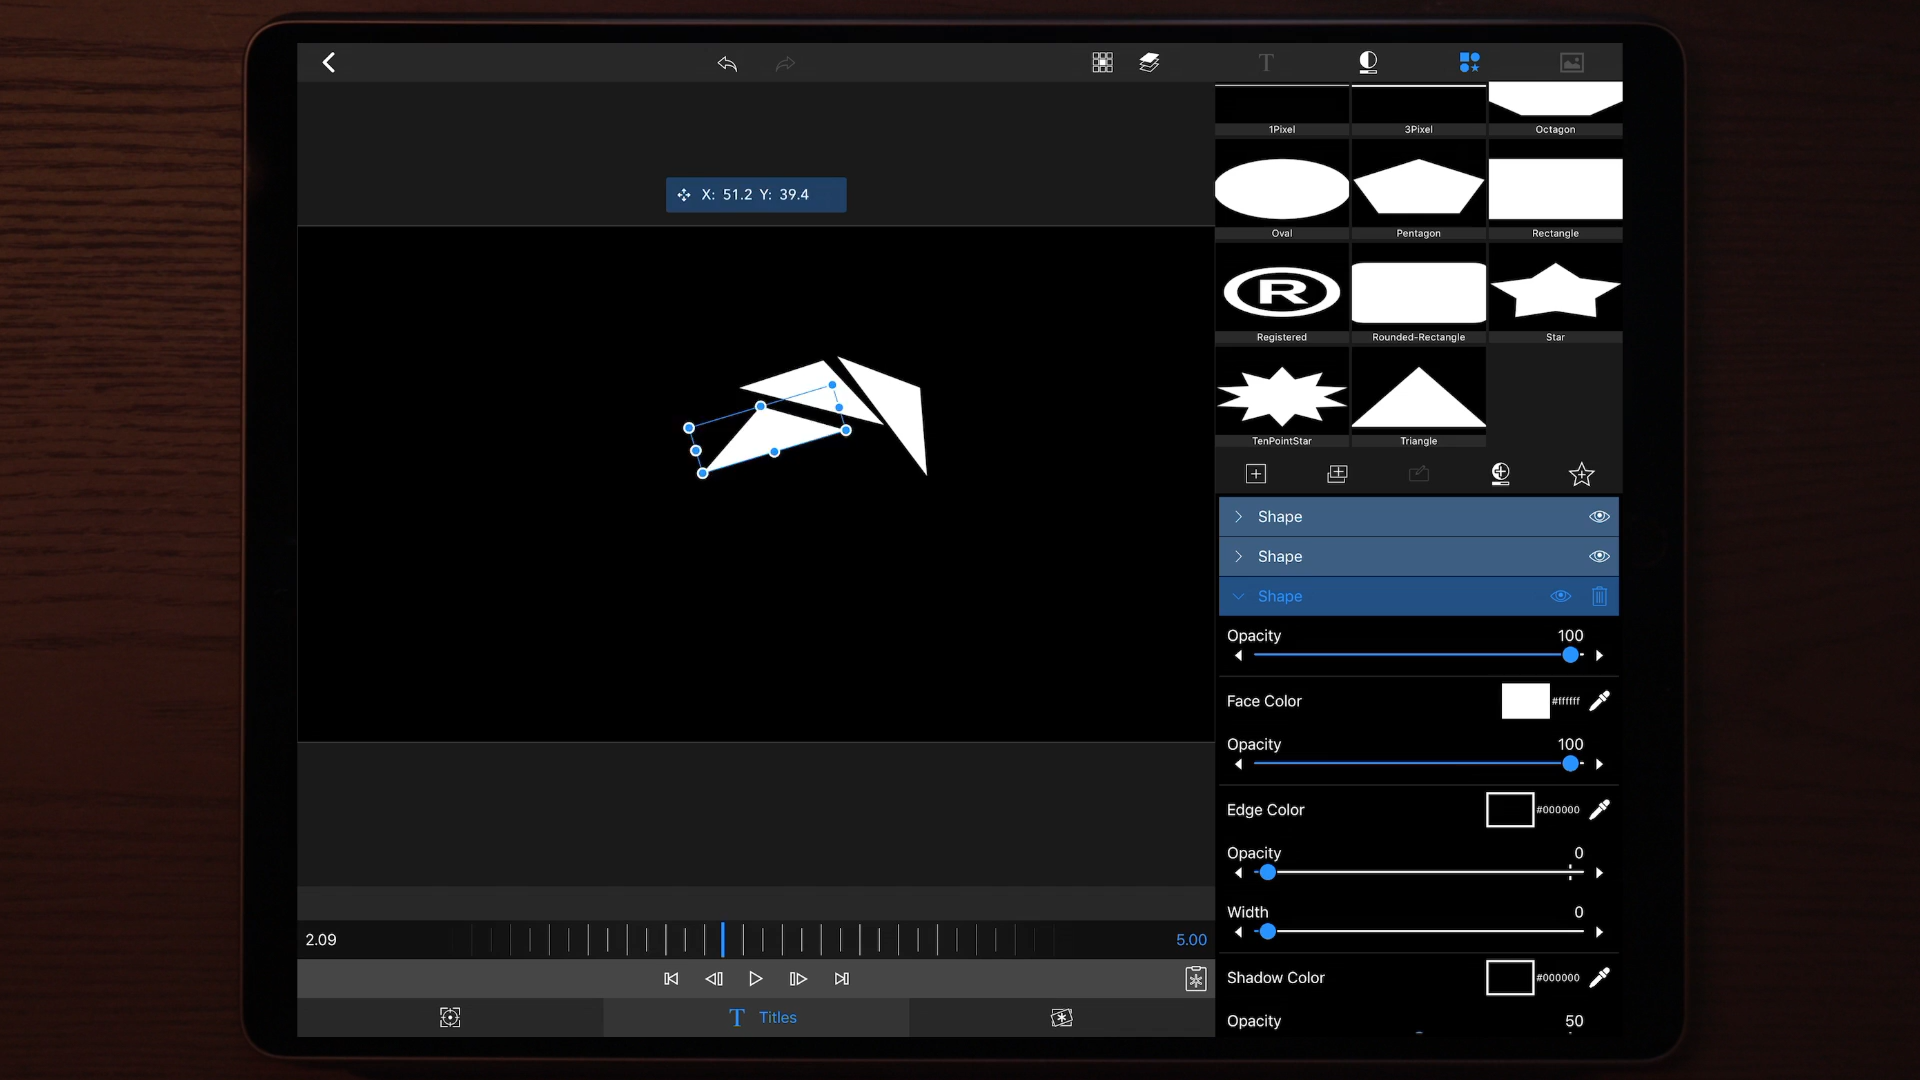 T
1Pixel
3Pixel
Octagon
X: 51.2 Y: 39.4
Oval
Pentagon
Rectangle
R
Registered
Rounded-Rectangle
Star
TenPointStar
Triangle
Shape
Shape
Shape
Opacity 100
Face Color #ffffff
Opacity 100
Edge Color #000000
Opacity 0
Width 0
2.09
5.00
Shadow Color #000000
T Titles
Opacity 50